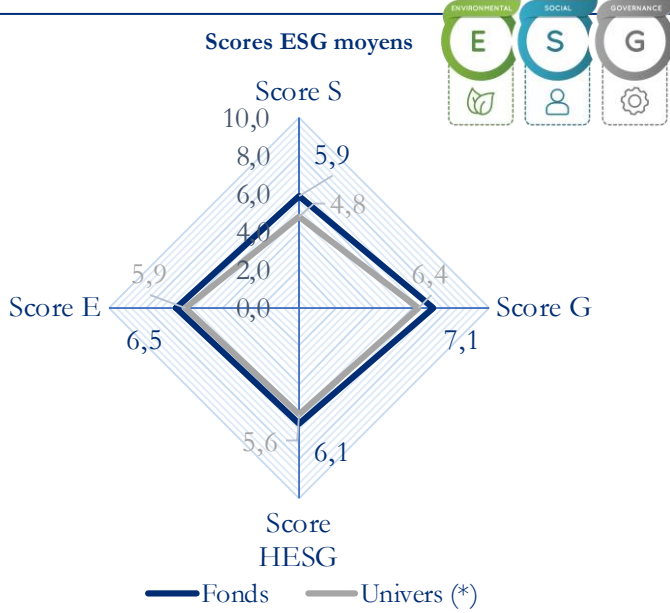 ENVIRONMENTAL SOCIAL GOVERNANCE
E S G
Scores ESG moyens
Score S
10,0
8,0
5,9
6,0
4,8
4,0
2,0
5,9
6,4
Score E
0,0
Score G
6,5
7,1
5,6
6,1
Score
HESG
Fonds
Univers (*)